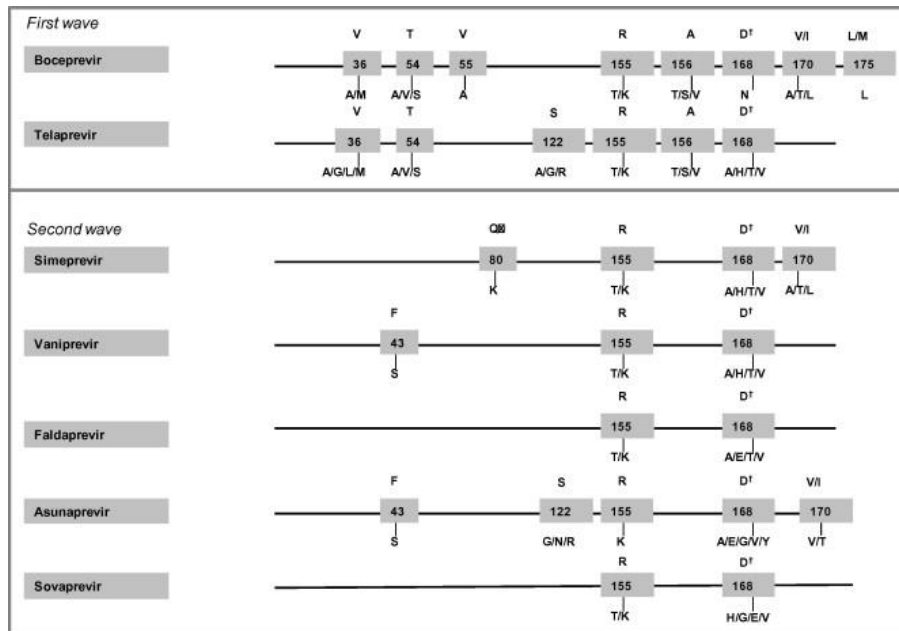 First wave
V T V R A D† V/I L/M
Boceprevir 36 54 55 155 156 168 170 175
A/M A/V/S A T/K T/S/V N A/T/L L
V T S R A D†
Telaprevir 36 54 122 155 156 168
A/G/L/M A/V/S A/G/R T/K T/S/V A/H/T/V
Second wave
Q R D† V/I
Simeprevir 80 155 168 170
K T/K A/H/T/V A/T/L
F R D†
Vaniprevir 43 155 168
S T/K A/H/T/V
R D†
Faldaprevir 155 168
T/K A/E/T/V
F S R D† V/I
Asunaprevir 43 122 155 168 170
S G/N/R K A/E/G/V/Y V/T
R D†
Sovaprevir 155 168
T/K H/G/E/V